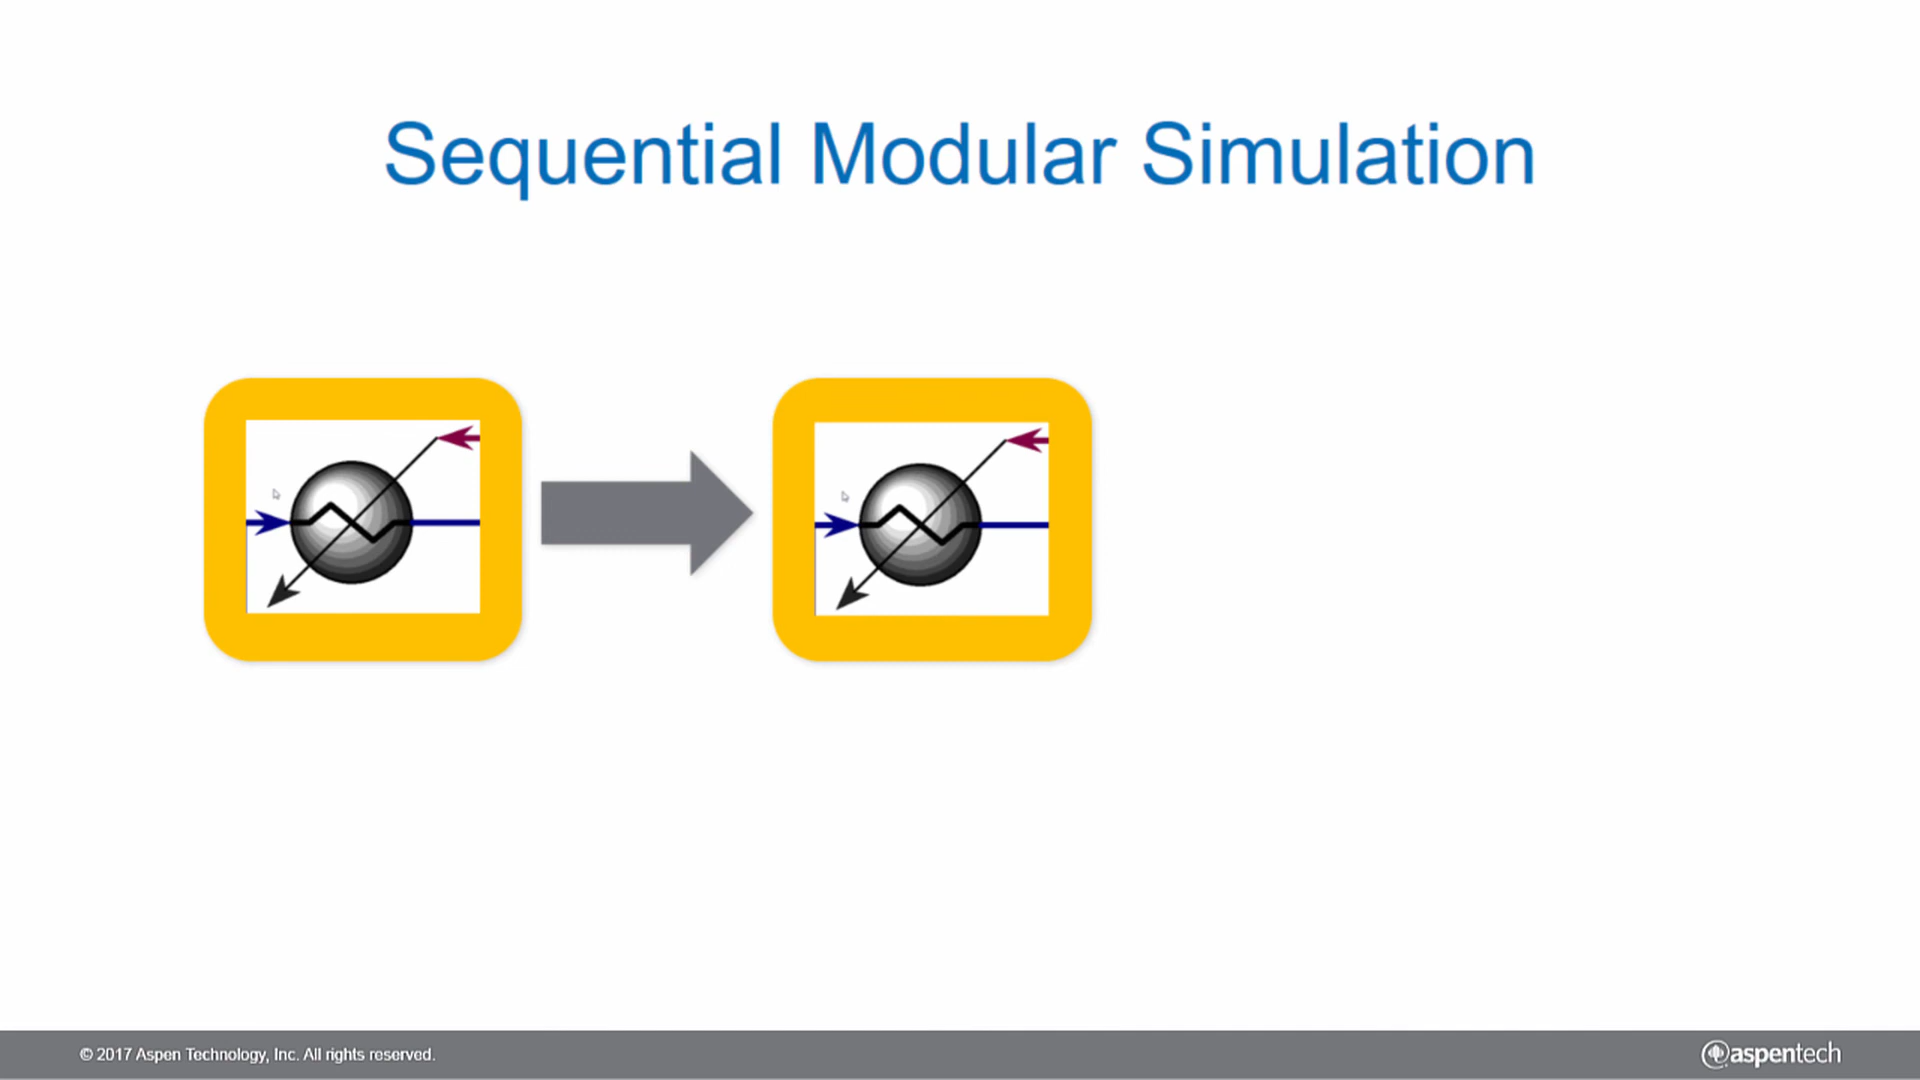 Sequential Modular Simulation
© 2017 Aspen Technology, Inc. All rights reserved.
aspentech